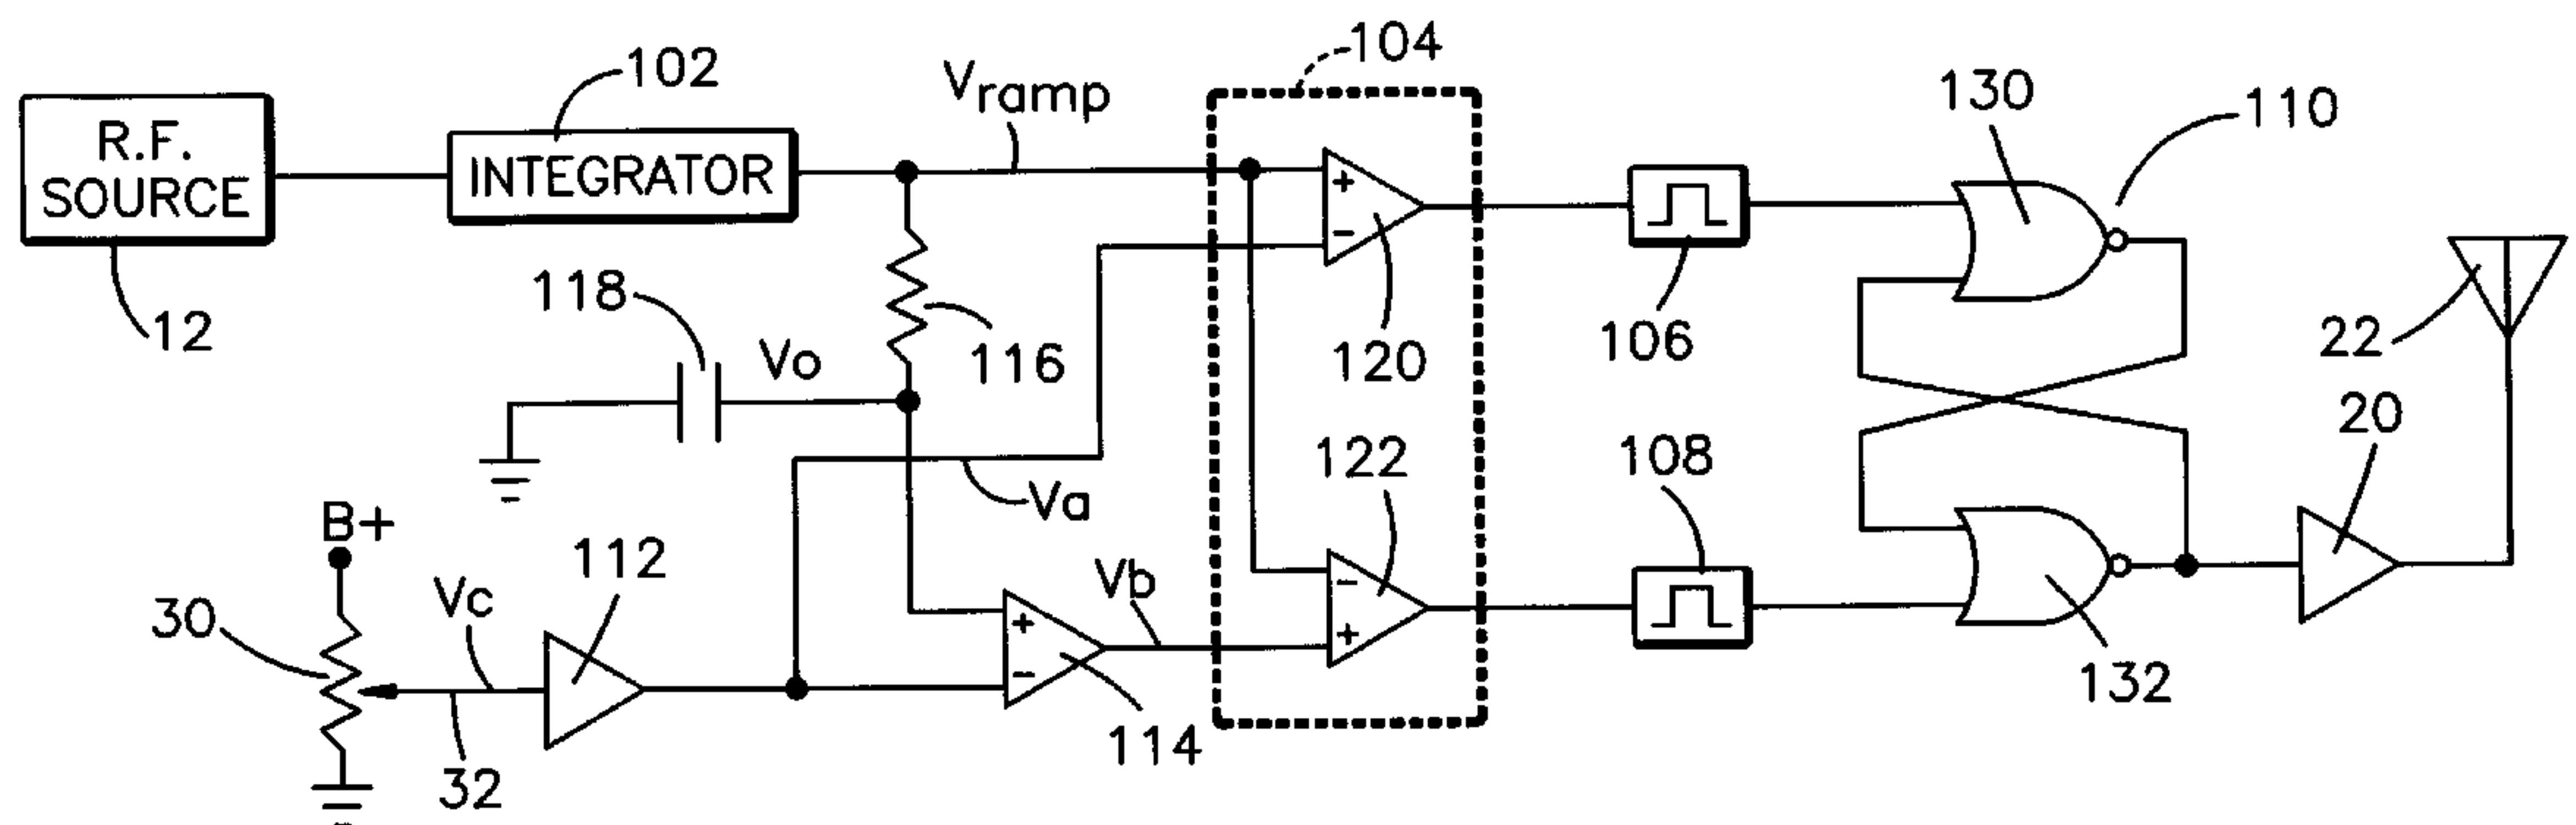 104
102
Vramp
130
110
R.F.
SOURCE
INTEGRATOR
+
-
118
12
Vo
116
120
106
22
Va
122
108
20
B+
112
Vc
Vb
-
+
30
+
-
114
132
32